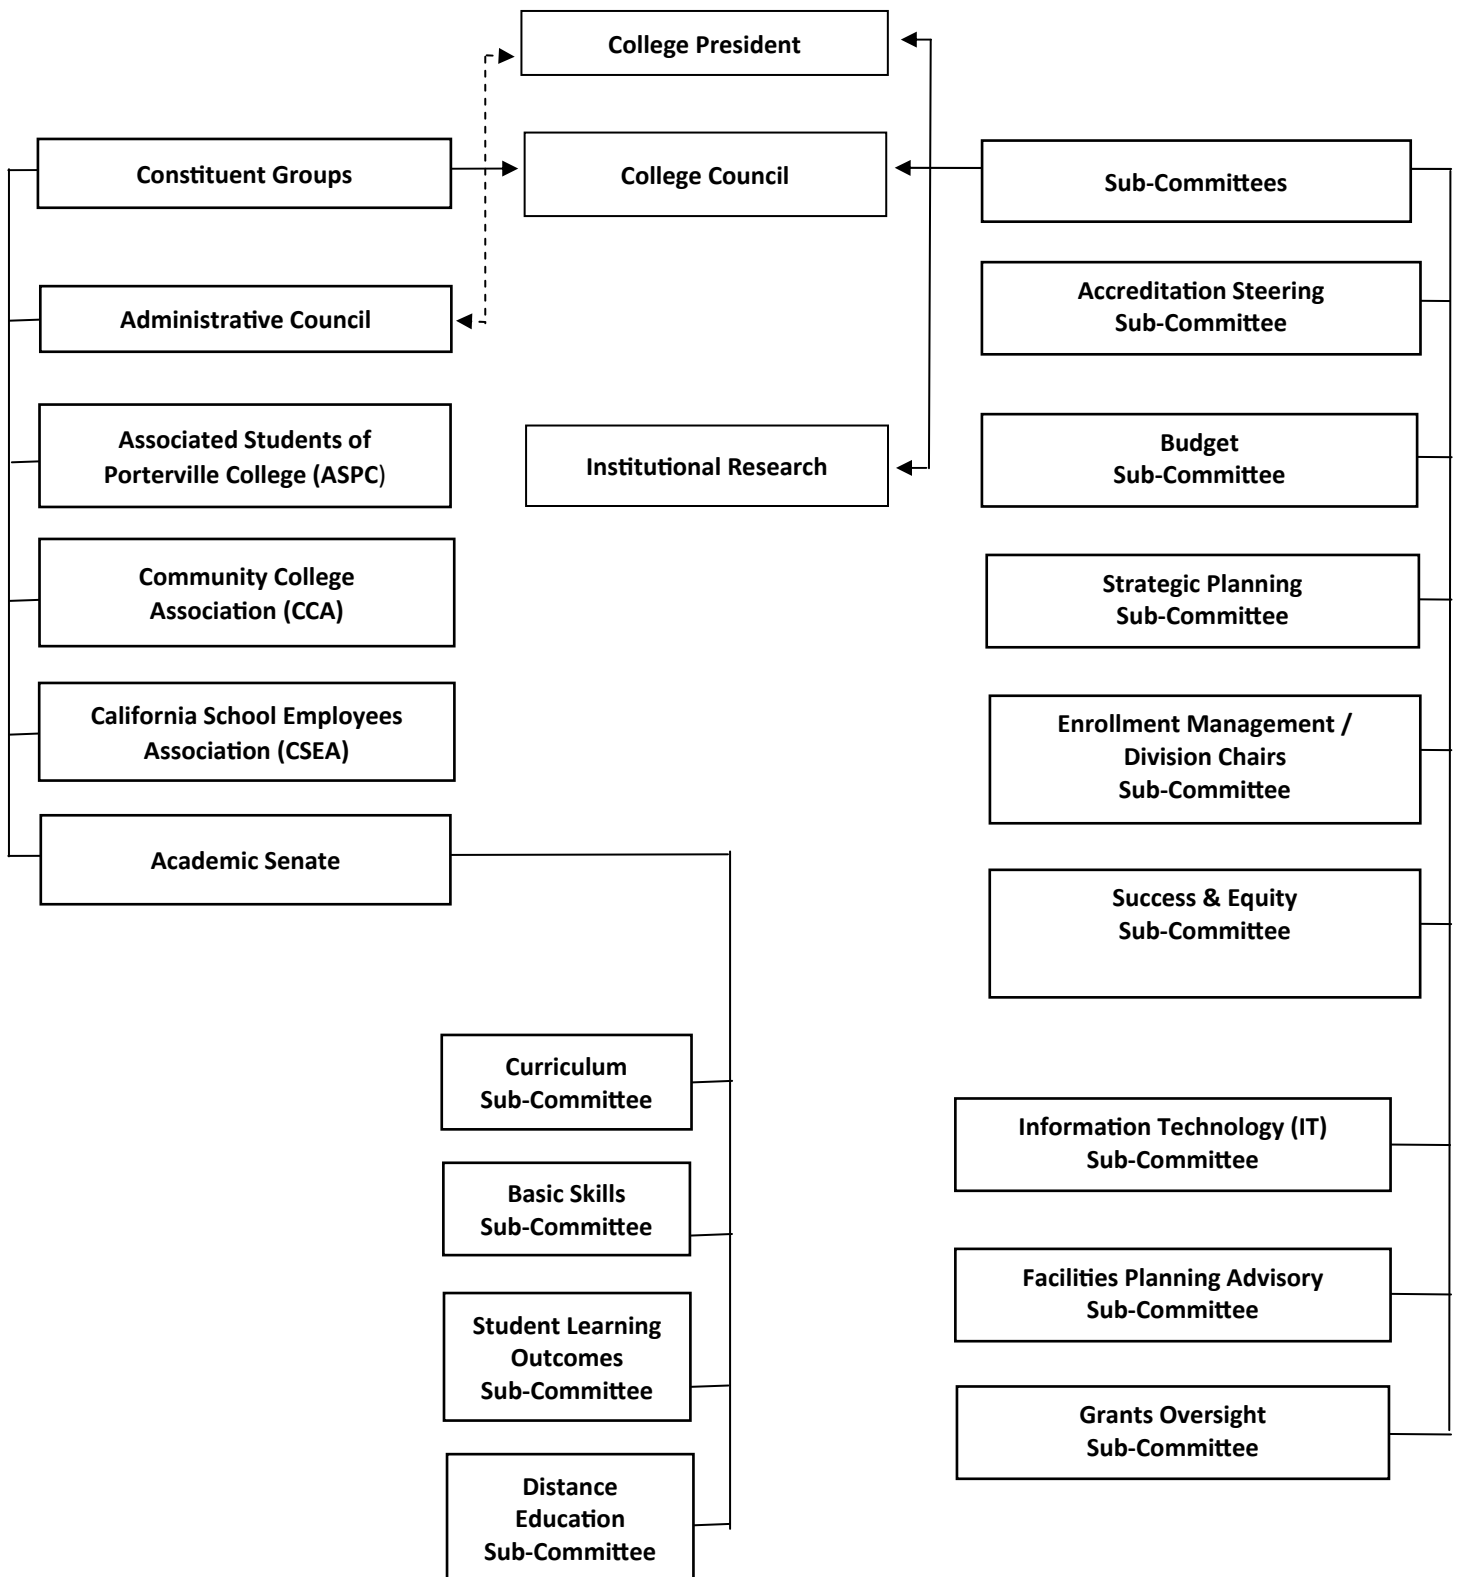 College President
Constituent Groups
College Council
Sub-Committees
Administrative Council
Accreditation Steering
Sub-Committee
Associated Students of
Porterville College (ASPC)
Institutional Research
Budget
Sub-Committee
Community College
Association (CCA)
Strategic Planning
Sub-Committee
California School Employees
Association (CSEA)
Enrollment Management /
Division Chairs
Sub-Committee
Academic Senate
Success & Equity
Sub-Committee
Curriculum
Sub-Committee
Information Technology (IT)
Sub-Committee
Basic Skills
Sub-Committee
Facilities Planning Advisory
Sub-Committee
Student Learning
Outcomes
Sub-Committee
Grants Oversight
Sub-Committee
Distance
Education
Sub-Committee